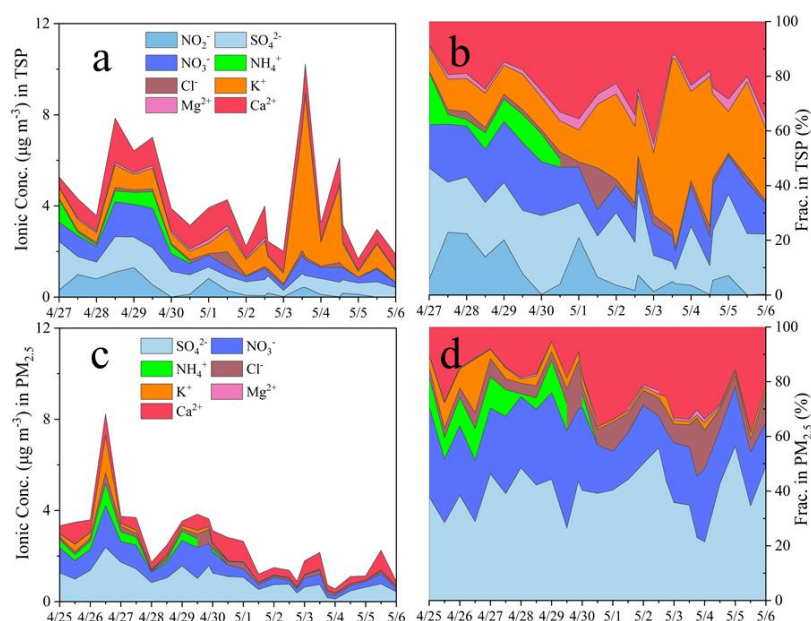 a
Ionic Conc. (μg m⁻³) in TSP
12
8
4
0
NO₂⁻ SO₄²⁻
NO₃⁻ NH₄⁺
Cl⁻ K⁺
Mg²⁺ Ca²⁺
4/27 4/28 4/29 4/30 5/1 5/2 5/3 5/4 5/5 5/6
b
100
80
60
40
20
0
Frac. in TSP (%)
4/27 4/28 4/29 4/30 5/1 5/2 5/3 5/4 5/5 5/6
c
Ionic Conc. (μg m⁻³) in PM₂.₅
12
8
4
0
SO₄²⁻ NO₃⁻
NH₄⁺ Cl⁻
K⁺ Mg²⁺
Ca²⁺
4/25 4/26 4/27 4/28 4/29 4/30 5/1 5/2 5/3 5/4 5/5 5/6
d
100
80
60
40
20
0
Frac. in PM₂.₅ (%)
4/25 4/26 4/27 4/28 4/29 4/30 5/1 5/2 5/3 5/4 5/5 5/6